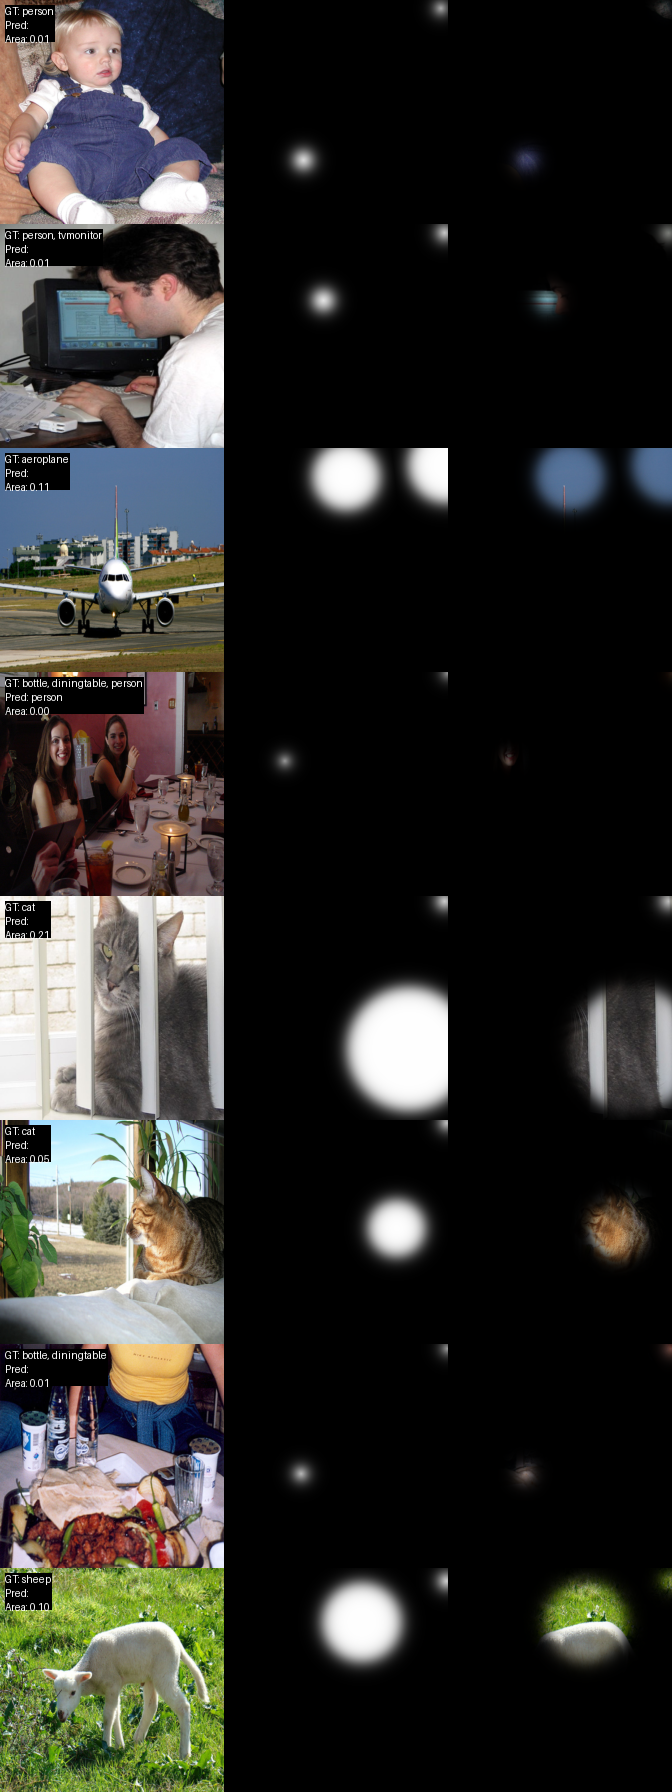 GT: person
Pred:
Area: 0.01
GT: person, tvmonitor
Pred:
Area: 0.01
GT: aeroplane
Pred:
Area: 0.11
GT: bottle, diningtable, person
Pred: person
Area: 0.00
GT: cat
Pred:
Area: 0.21
GT: cat
Pred:
Area: 0.05
GT: bottle, diningtable
Pred:
Area: 0.01
GT: sheep
Pred:
Area: 0.10